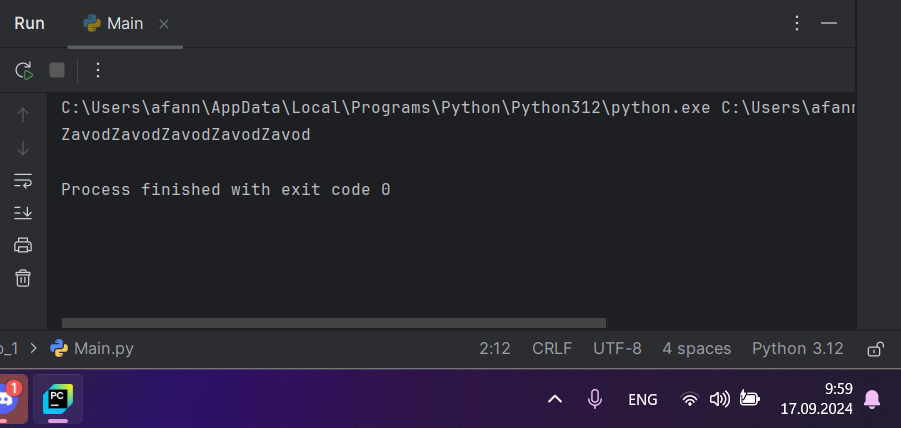 Run Main
C:\Users\afann\AppData\Local\Programs\Python\Python312\python.exe C:\Users\afann
ZavodZavodZavodZavodZavod
Process finished with exit code 0
_1 > Main.py 2:12 CRLF UTF-8 4 spaces Python 3.12
1 PC ENG 9:59
17.09.2024